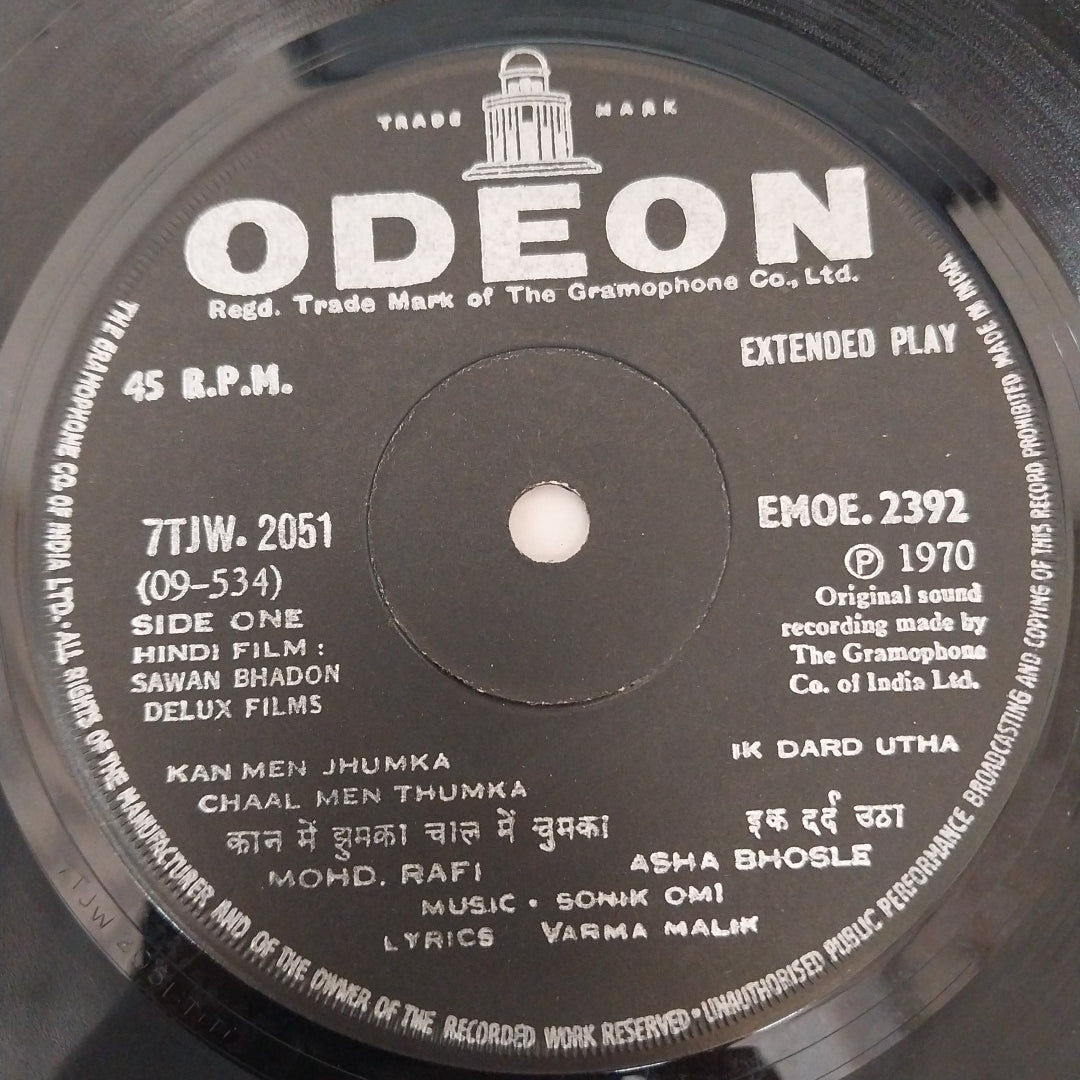 TRADE MARK
ODEON
Regd. Trade Mark of The Gramophone Co., Ltd.
45 R.P.M.
EXTENDED PLAY
7TJW. 2051
(09-534)
SIDE ONE
HINDI FILM :
SAWAN BHADON
DELUX FILMS
EMOE. 2392
Ⓟ 1970
Original sound
recording made by
The Gramophone
Co. of India Ltd.
KAN MEN JHUMKA
CHAAL MEN THUMKA
कान में झुमका चाल में ठुमका
MOHD. RAFI
IK DARD UTHA
इक दर्द उठा
ASHA BHOSLE
MUSIC • SONIK OMI
LYRICS VARMA MALIK
THE GRAMOPHONE CO. OF INDIA LTD. • ALL RIGHTS OF THE MANUFACTURER AND OF THE OWNER OF THE RECORDED WORK RESERVED • UNAUTHORISED PUBLIC PERFORMANCE BROADCASTING AND COPYING OF THIS RECORD PROHIBITED MADE IN INDIA